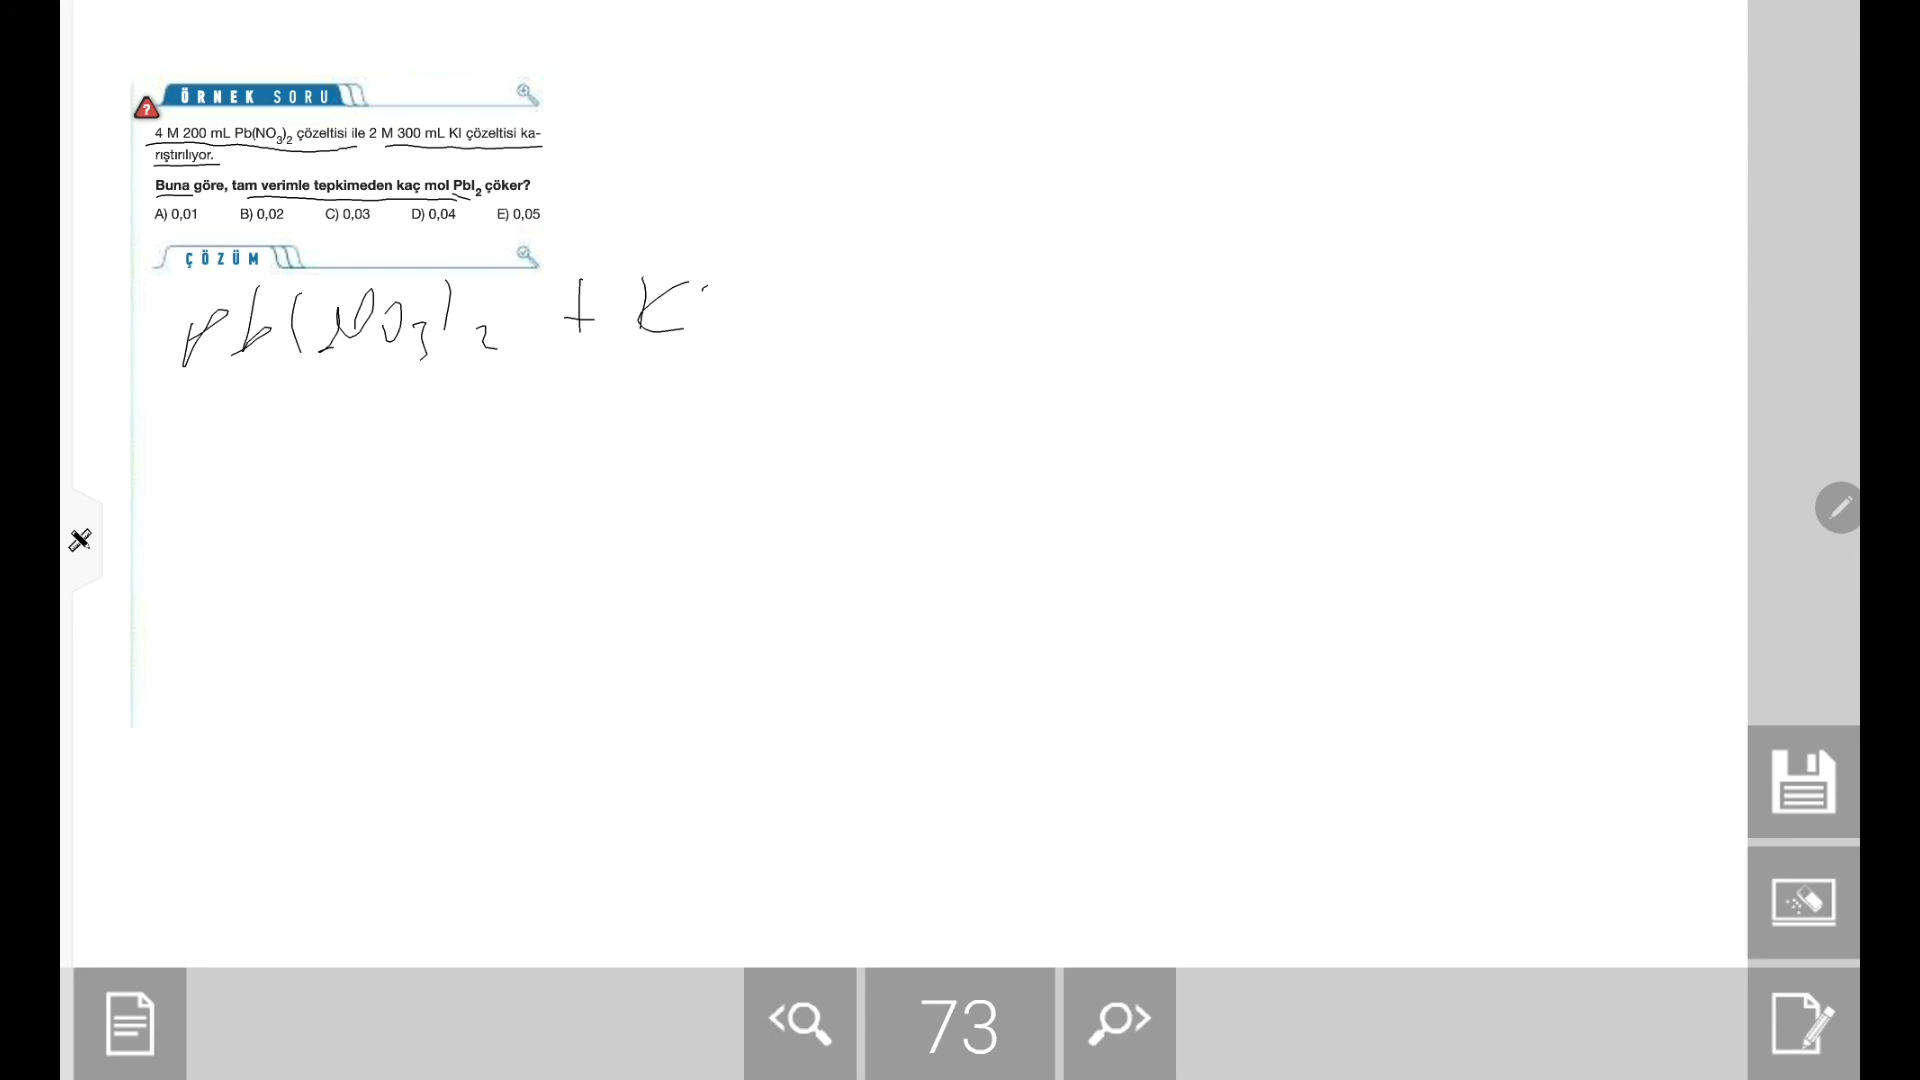 ÖRNEK SORU
?
4 M 200 mL Pb(NO3)2 çözeltisi ile 2 M 300 mL KI çözeltisi ka-
rıştırılıyor.
Buna göre, tam verimle tepkimeden kaç mol PbI2 çöker?
A) 0,01 B) 0,02 C) 0,03 D) 0,04 E) 0,05
ÇÖZÜM
Pb(NO3)2 + K
73